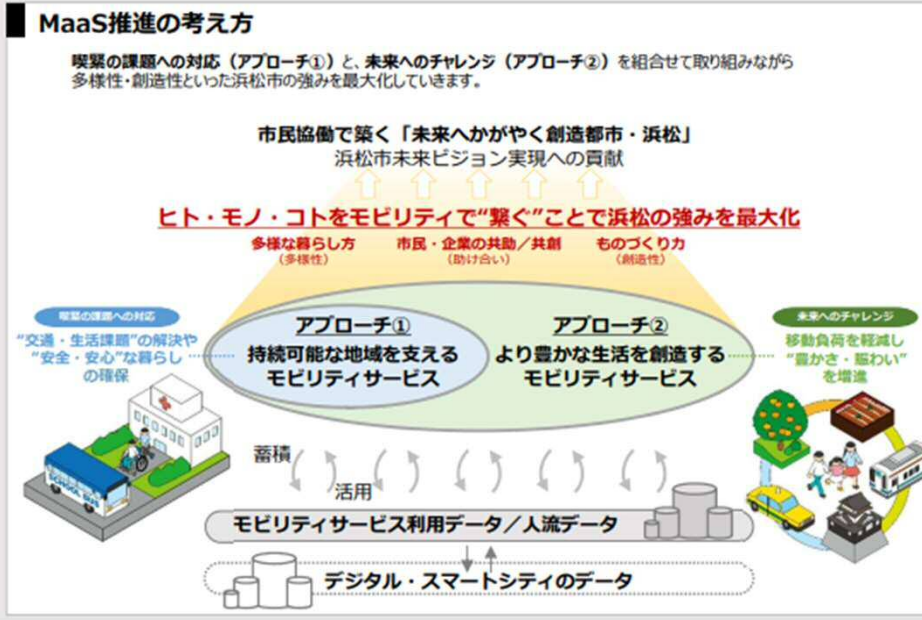 MaaS推進の考え方
喫緊の課題への対応（アプローチ①）と、未来へのチャレンジ（アプローチ②）を組合せて取り組みながら
多様性・創造性といった浜松市の強みを最大化していきます。
市民協働で築く「未来へかがやく創造都市・浜松」
浜松市未来ビジョン実現への貢献
ヒト・モノ・コトをモビリティで“繋ぐ”ことで浜松の強みを最大化
多様な暮らし方
（多様性）
市民・企業の共助／共創
（助け合い）
ものづくり力
（創造性）
喫緊の課題への対応
“交通・生活課題”の解決や
“安全・安心”な暮らし
の確保
アプローチ①
持続可能な地域を支える
モビリティサービス
アプローチ②
より豊かな生活を創造する
モビリティサービス
未来へのチャレンジ
移動負荷を軽減し
“豊かさ・賑わい”
を増進
SCHOOL BUS
蓄積
活用
モビリティサービス利用データ／人流データ
デジタル・スマートシティのデータ